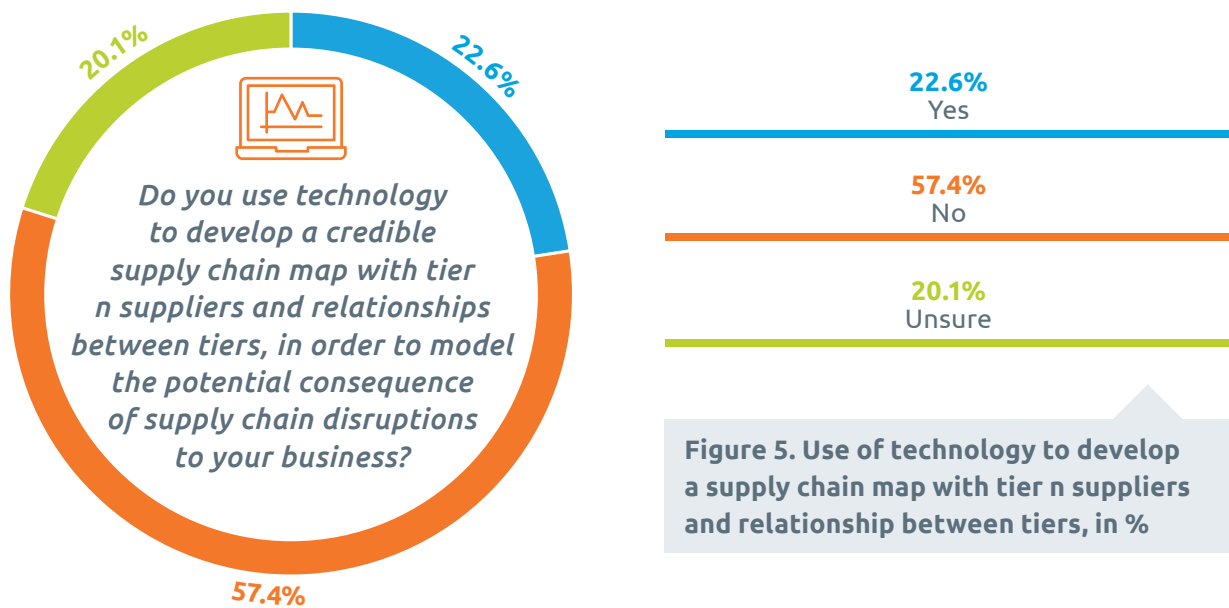 20.1%
22.6%
Do you use technology
to develop a credible
supply chain map with tier
n suppliers and relationships
between tiers, in order to model
the potential consequence
of supply chain disruptions
to your business?
57.4%
22.6%
Yes
57.4%
No
20.1%
Unsure
Figure 5. Use of technology to develop
a supply chain map with tier n suppliers
and relationship between tiers, in %